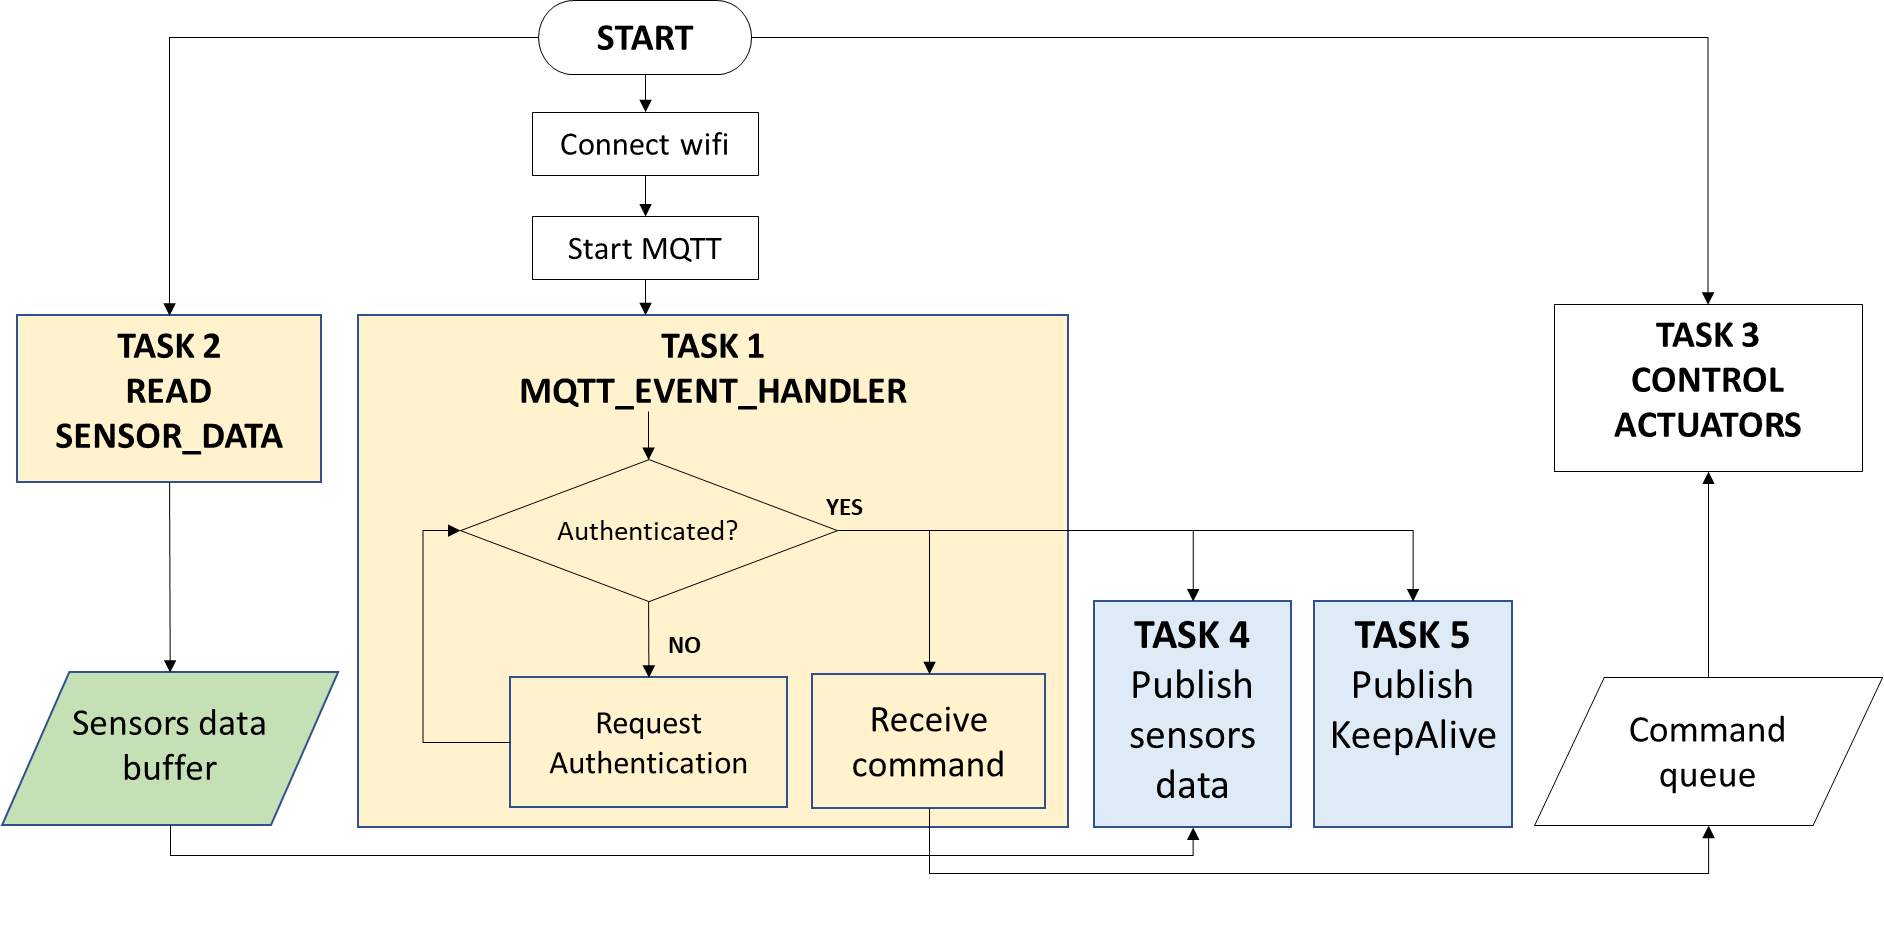 START
Connect wifi
Start MQTT
TASK 2
READ
SENSOR_DATA
TASK 1
MQTT_EVENT_HANDLER
TASK 3
CONTROL
ACTUATORS
Authenticated?
YES
NO
Request
Authentication
Receive
command
TASK 4
Publish
sensors
data
TASK 5
Publish
KeepAlive
Sensors data
buffer
Command
queue